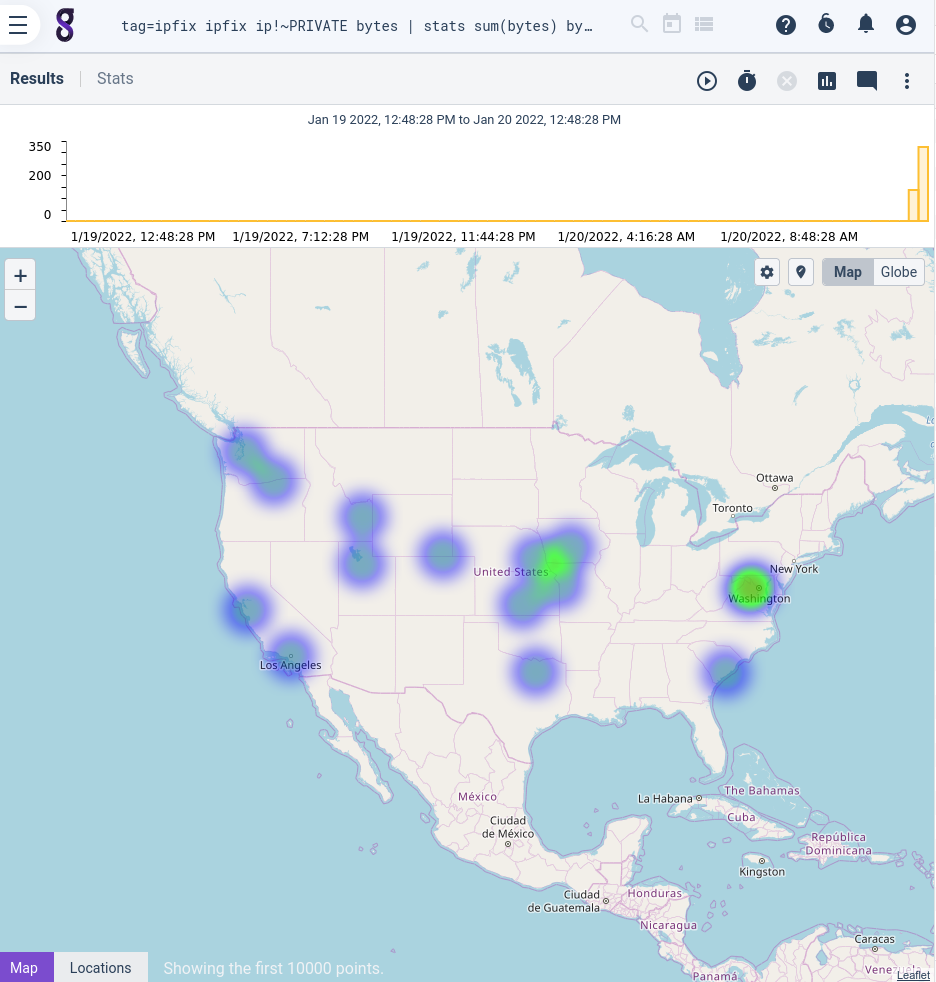 tag=ipfix ipfix ip!~PRIVATE bytes | stats sum(bytes) by…
Results
Stats
Jan 19 2022, 12:48:28 PM to Jan 20 2022, 12:48:28 PM
350
200
0
1/19/2022, 12:48:28 PM
1/19/2022, 7:12:28 PM
1/19/2022, 11:44:28 PM
1/20/2022, 4:16:28 AM
1/20/2022, 8:48:28 AM
+
−
Map
Globe
Ottawa
Toronto
New York
United States
Washington
Los Angeles
México
La Habana
The Bahamas
Cuba
Ciudad
de México
República
Dominicana
Kingston
Ciudad
de Guatemala
Honduras
Nicaragua
Caracas
Panamá
Map
Locations
Showing the first 10000 points.
Leaflet